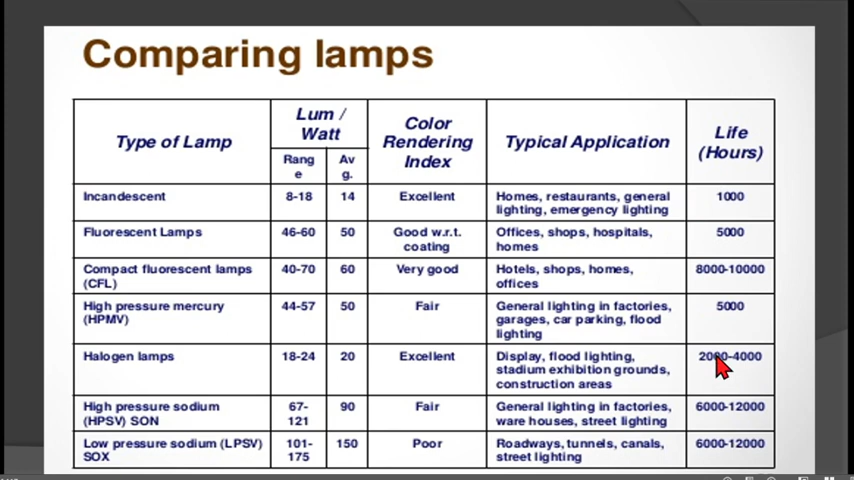 Comparing lamps
Type of Lamp
Lum /
Watt
Color
Rendering
Index
Typical Application
Life
(Hours)
Rang
e
Av
g.
Incandescent
8-18
14
Excellent
Homes, restaurants, general
lighting, emergency lighting
1000
Fluorescent Lamps
46-60
50
Good w.r.t.
coating
Offices, shops, hospitals,
homes
5000
Compact fluorescent lamps
(CFL)
40-70
60
Very good
Hotels, shops, homes,
offices
8000-10000
High pressure mercury
(HPMV)
44-57
50
Fair
General lighting in factories,
garages, car parking, flood
lighting
5000
Halogen lamps
18-24
20
Excellent
Display, flood lighting,
stadium exhibition grounds,
construction areas
2000-4000
High pressure sodium
(HPSV) SON
67-
121
90
Fair
General lighting in factories,
ware houses, street lighting
6000-12000
Low pressure sodium (LPSV)
SOX
101-
175
150
Poor
Roadways, tunnels, canals,
street lighting
6000-12000